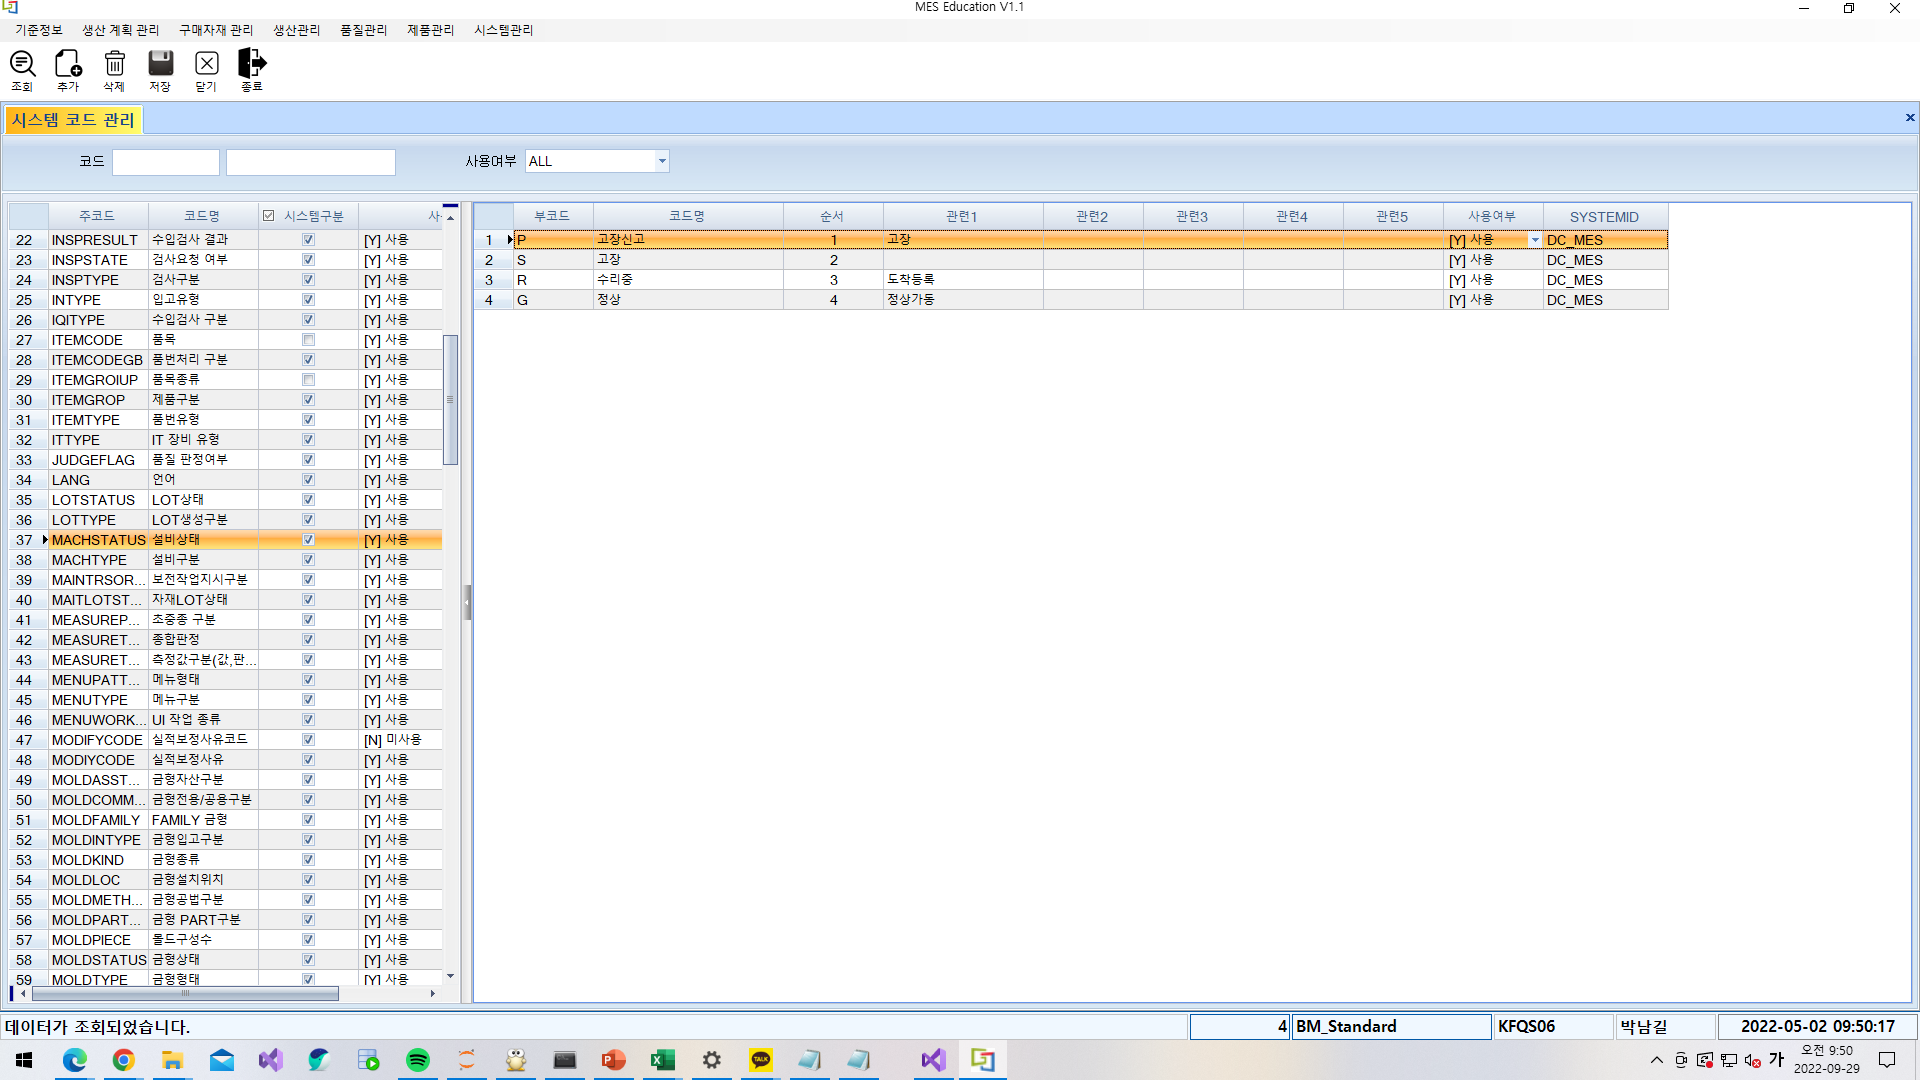 MES Education V1.1
기준정보 생산 계획 관리 구매자재 관리 생산관리 품질관리 제품관리 시스템관리
조회 추가 삭제 저장 닫기 종료
시스템 코드 관리
코드 사용여부 ALL
주코드 코드명 시스템구분 사
22 INSPRESULT 수입검사 결과 [Y] 사용
23 INSPSTATE 검사요청 여부 [Y] 사용
24 INSPTYPE 검사구분 [Y] 사용
25 INTYPE 입고유형 [Y] 사용
26 IQITYPE 수입검사 구분 [Y] 사용
27 ITEMCODE 품목 [Y] 사용
28 ITEMCODEGB 품번처리 구분 [Y] 사용
29 ITEMGROIUP 품목종류 [Y] 사용
30 ITEMGROP 제품구분 [Y] 사용
31 ITEMTYPE 품번유형 [Y] 사용
32 ITTYPE IT 장비 유형 [Y] 사용
33 JUDGEFLAG 품질 판정여부 [Y] 사용
34 LANG 언어 [Y] 사용
35 LOTSTATUS LOT상태 [Y] 사용
36 LOTTYPE LOT생성구분 [Y] 사용
37 MACHSTATUS 설비상태 [Y] 사용
38 MACHTYPE 설비구분 [Y] 사용
39 MAINTRSOR... 보전작업지시구분 [Y] 사용
40 MAITLOTST... 자재LOT상태 [Y] 사용
41 MEASUREP... 초중종 구분 [Y] 사용
42 MEASURET... 종합판정 [Y] 사용
43 MEASURET... 측정값구분(값,판... [Y] 사용
44 MENUPATT... 메뉴형태 [Y] 사용
45 MENUTYPE 메뉴구분 [Y] 사용
46 MENUWORK... UI 작업 종류 [Y] 사용
47 MODIFYCODE 실적보정사유코드 [N] 미사용
48 MODIYCODE 실적보정사유 [Y] 사용
49 MOLDASST... 금형자산구분 [Y] 사용
50 MOLDCOMM... 금형전용/공용구분 [Y] 사용
51 MOLDFAMILY FAMILY 금형 [Y] 사용
52 MOLDINTYPE 금형입고구분 [Y] 사용
53 MOLDKIND 금형종류 [Y] 사용
54 MOLDLOC 금형설치위치 [Y] 사용
55 MOLDMETH... 금형공법구분 [Y] 사용
56 MOLDPART... 금형 PART구분 [Y] 사용
57 MOLDPIECE 몰드구성수 [Y] 사용
58 MOLDSTATUS 금형상태 [Y] 사용
59 MOLDTYPE 금형형태 [Y] 사용
부코드 코드명 순서 관련1 관련2 관련3 관련4 관련5 사용여부 SYSTEMID
1 P 고장신고 1 고장 [Y] 사용 DC_MES
2 S 고장 2 [Y] 사용 DC_MES
3 R 수리중 3 도착등록 [Y] 사용 DC_MES
4 G 정상 4 정상가동 [Y] 사용 DC_MES
데이터가 조회되었습니다. 4 BM_Standard KFQS06 박남길 2022-05-02 09:50:17
TALK 가 오전 9:50
2022-09-29